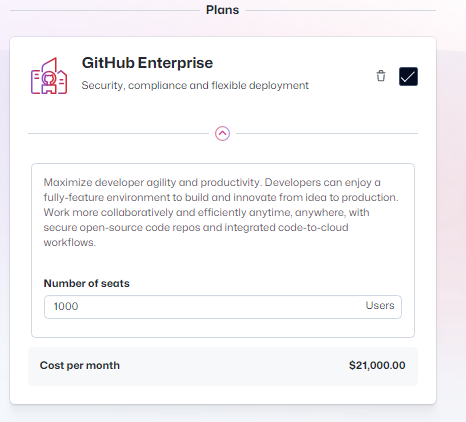 Plans
GitHub Enterprise
Security, compliance and flexible deployment
Maximize developer agility and productivity. Developers can enjoy a
fully-feature environment to build and innovate from idea to production.
Work more collaboratively and efficiently anytime, anywhere, with
secure open-source code repos and integrated code-to-cloud
workflows.
Number of seats
1000 Users
Cost per month $21,000.00